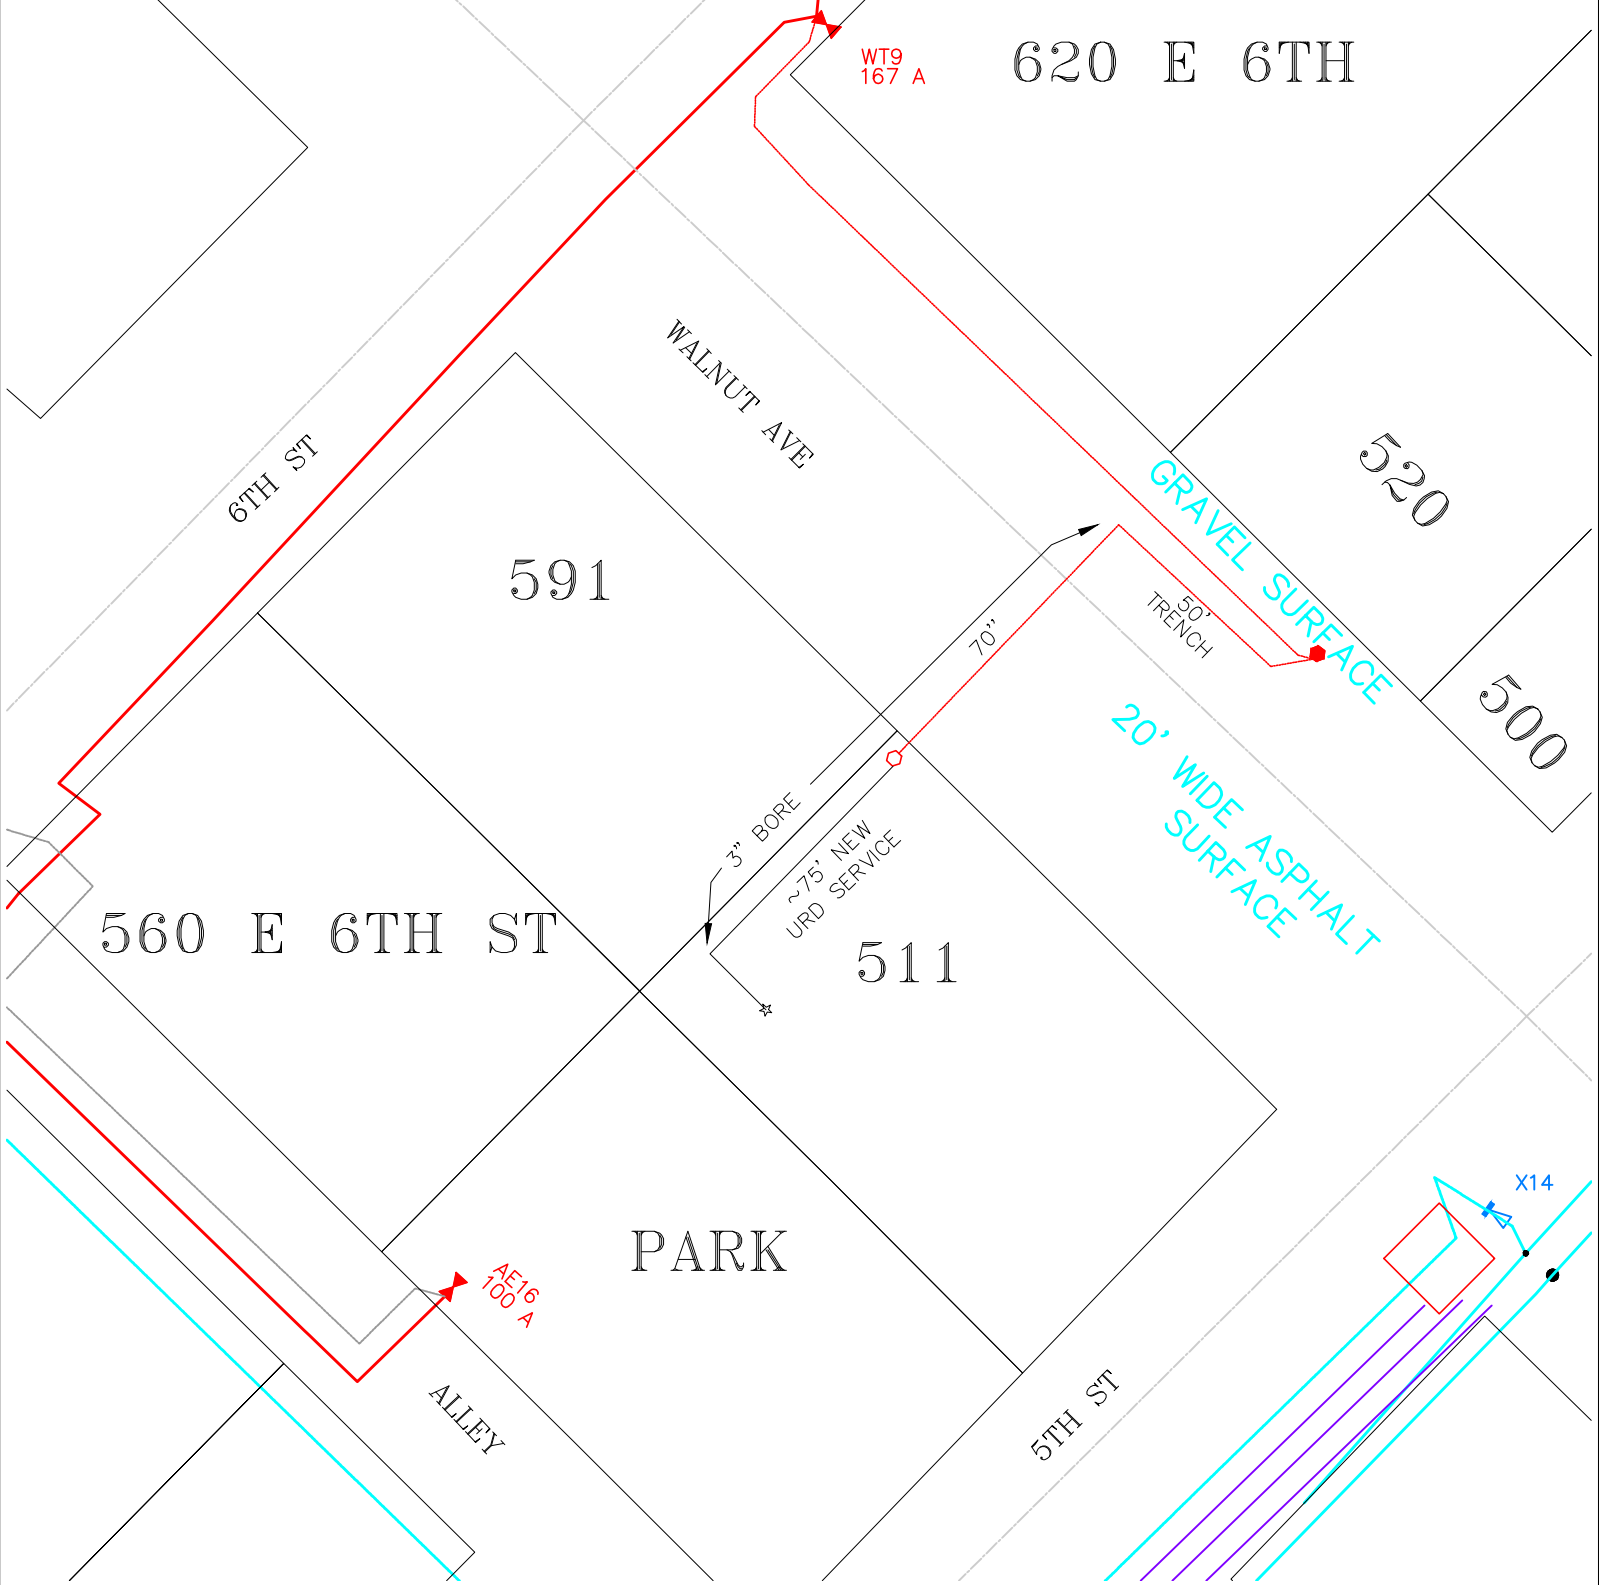 620 E 6TH
WT9
167 A
WALNUT AVE
6TH ST
520
GRAVEL SURFACE
591
50'
TRENCH
70"
500
20' WIDE ASPHALT
SURFACE
3" BORE
~75' NEW
URD SERVICE
560 E 6TH ST
511
X14
PARK
AE16
100 A
ALLEY
5TH ST